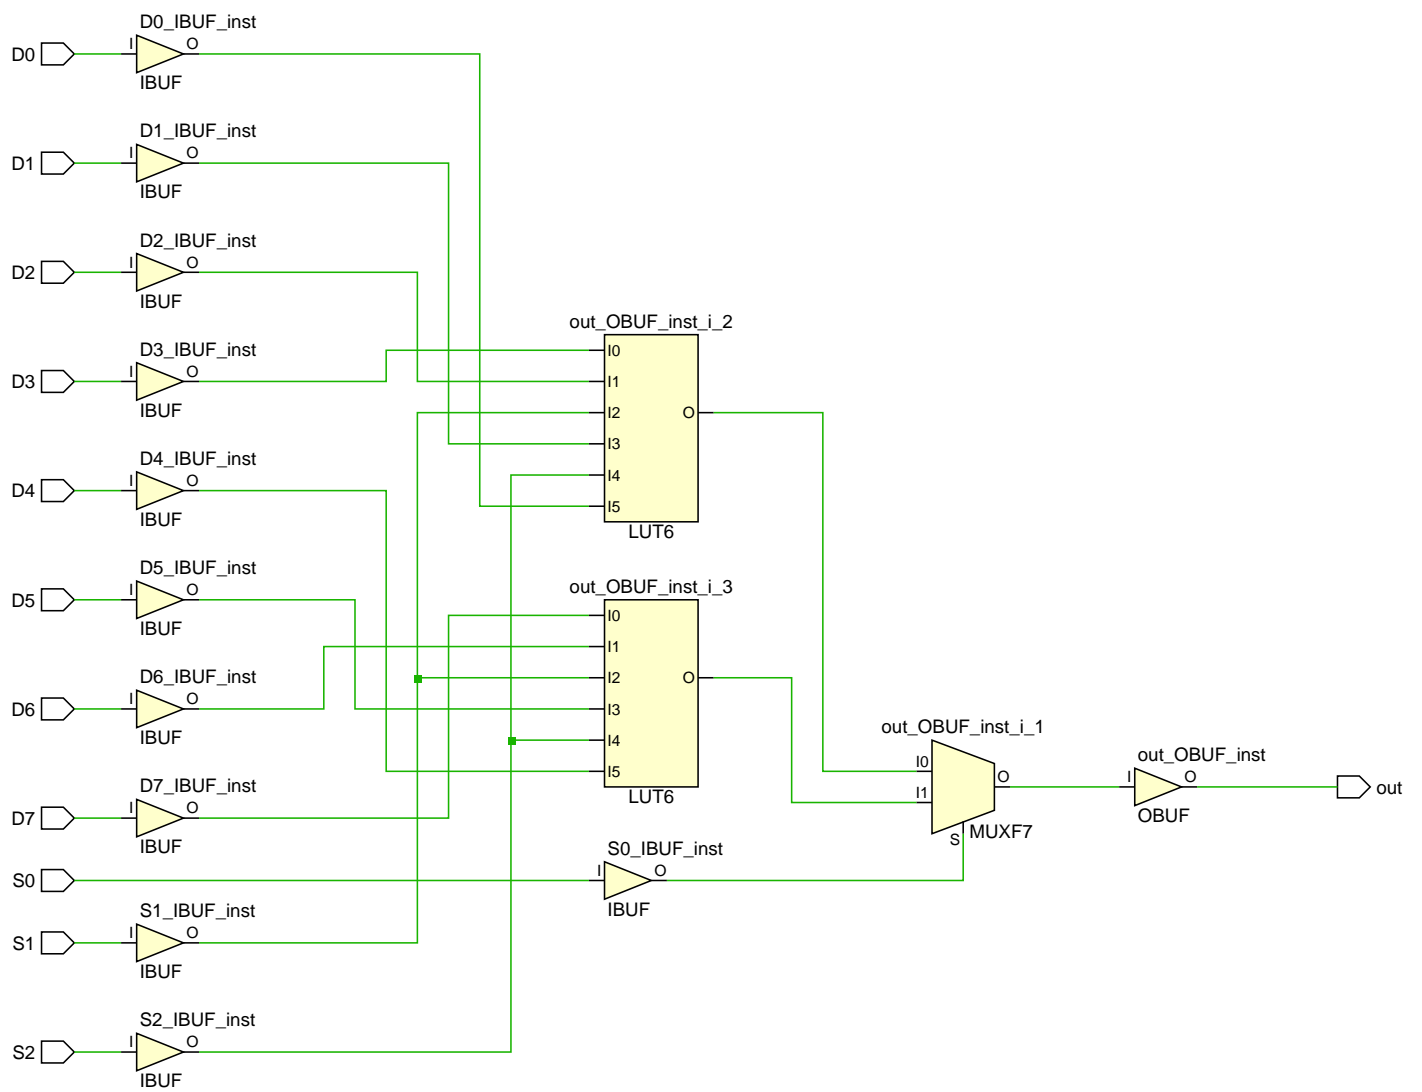 D0_IBUF_inst
D0 I O
IBUF
D1_IBUF_inst
D1 I O
IBUF
D2_IBUF_inst
D2 I O
IBUF
out_OBUF_inst_i_2
D3_IBUF_inst
I0
D3 I O
I1
IBUF
I2 O
I3
D4_IBUF_inst
I4
D4 I O
I5
IBUF
LUT6
D5_IBUF_inst
out_OBUF_inst_i_3
D5 I O
I0
IBUF
I1
D6_IBUF_inst
I2 O
D6 I O
I3
IBUF
out_OBUF_inst_i_1
I4
out_OBUF_inst
I0
I5
D7_IBUF_inst
O
I O
out
I1
LUT6
D7 I O
OBUF
IBUF
MUXF7
S
S0_IBUF_inst
S0 I O
IBUF
S1_IBUF_inst
S1 I O
IBUF
S2_IBUF_inst
S2 I O
IBUF